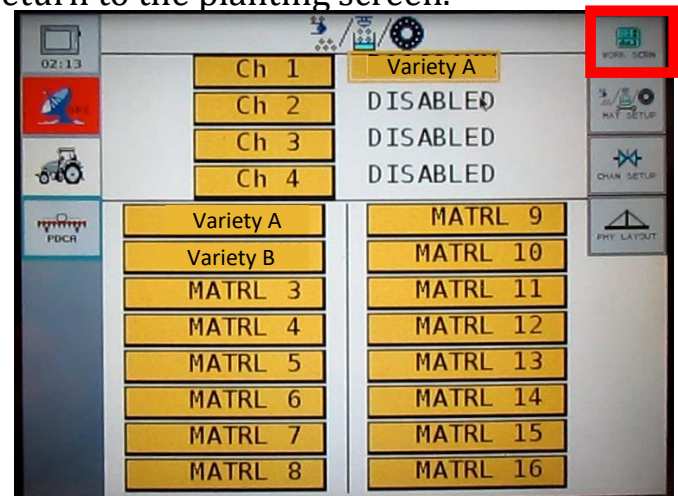 eturn to the planting screen.
02:13
GPS
PDCA
Ch 1 Variety A
Ch 2 DISABLED
Ch 3 DISABLED
Ch 4 DISABLED
Variety A MATRL 9
Variety B MATRL 10
MATRL 3 MATRL 11
MATRL 4 MATRL 12
MATRL 5 MATRL 13
MATRL 6 MATRL 14
MATRL 7 MATRL 15
MATRL 8 MATRL 16
WORK SCRN
MAT SETUP
CHAN SETUP
PHY LAYOUT